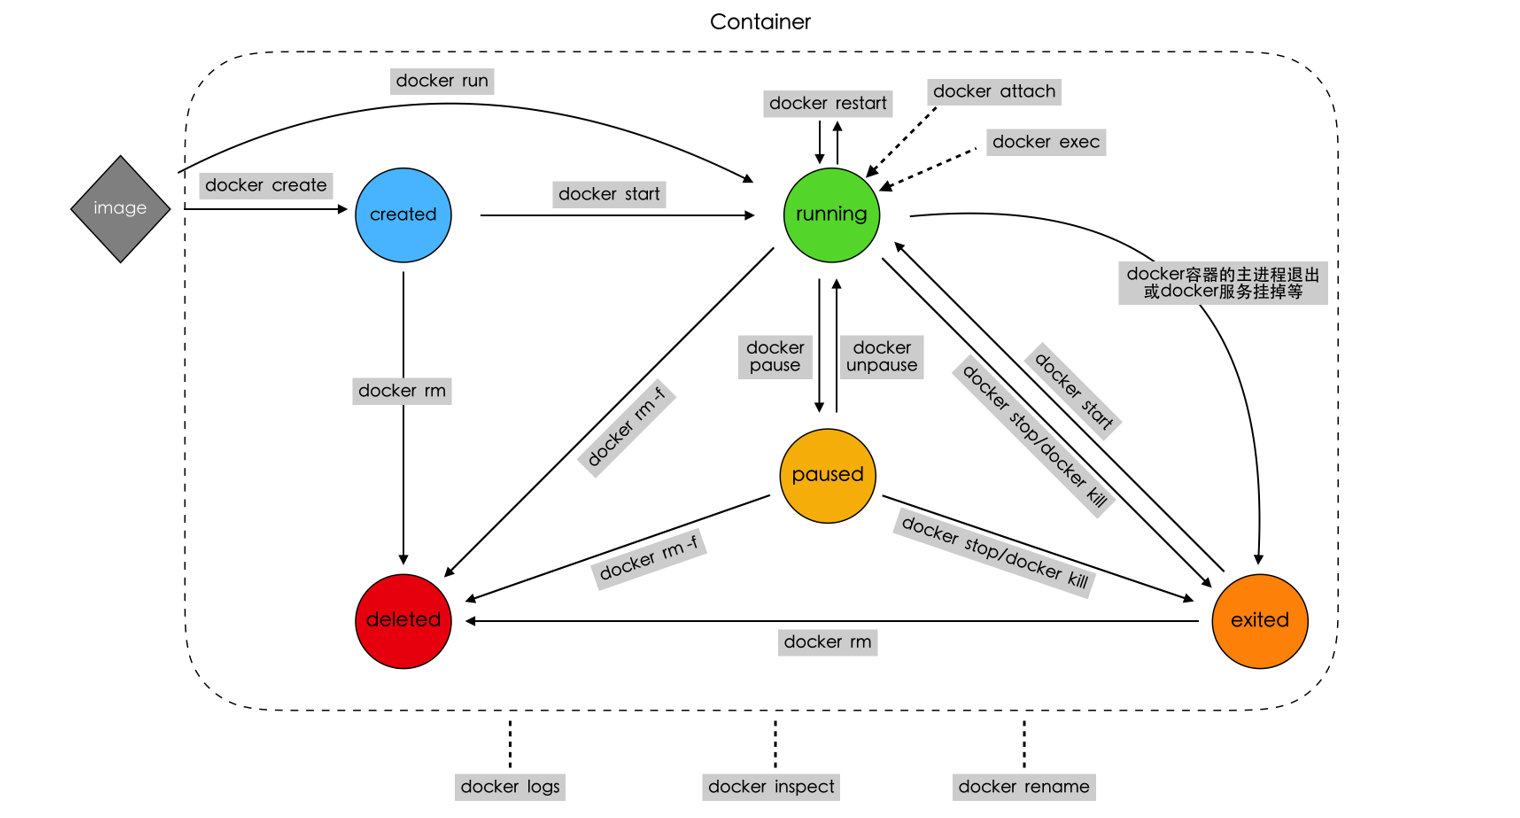 Container
docker run
docker restart
docker attach
docker exec
image
docker create
created
docker start
running
docker容器的主进程退出
或docker服务挂掉等
docker
pause
docker
unpause
docker rm
docker rm -f
docker start
docker stop/docker kill
paused
docker rm -f
docker stop/docker kill
deleted
exited
docker rm
docker logs
docker inspect
docker rename